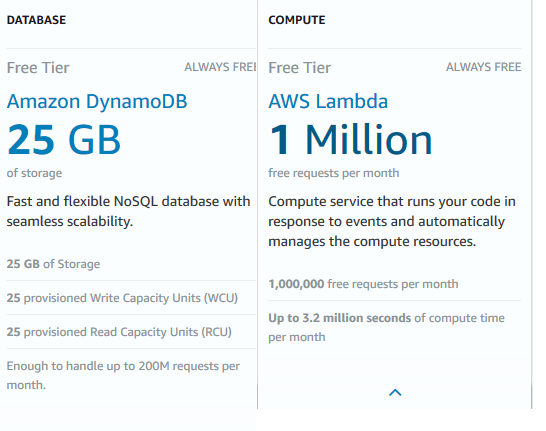 DATABASE
Free Tier
ALWAYS FREE
Amazon DynamoDB
25 GB
of storage
Fast and flexible NoSQL database with
seamless scalability.
25 GB of Storage
25 provisioned Write Capacity Units (WCU)
25 provisioned Read Capacity Units (RCU)
Enough to handle up to 200M requests per
month.
COMPUTE
Free Tier
ALWAYS FREE
AWS Lambda
1 Million
free requests per month
Compute service that runs your code in
response to events and automatically
manages the compute resources.
1,000,000 free requests per month
Up to 3.2 million seconds of compute time
per month